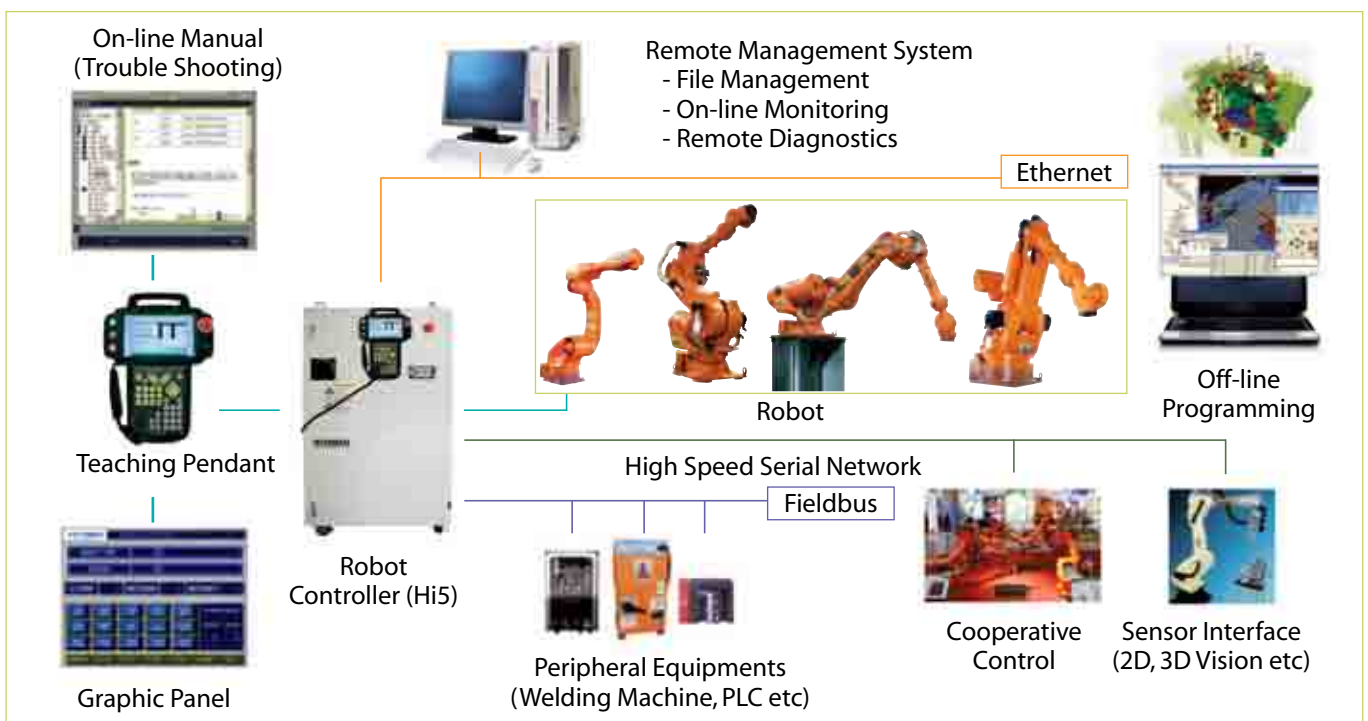 On-line Manual
(Trouble Shooting)
Remote Management System
- File Management
- On-line Monitoring
- Remote Diagnostics
Ethernet
Robot
Off-line
Programming
Teaching Pendant
High Speed Serial Network
Fieldbus
Robot
Controller (Hi5)
Graphic Panel
Peripheral Equipments
(Welding Machine, PLC etc)
Cooperative
Control
Sensor Interface
(2D, 3D Vision etc)